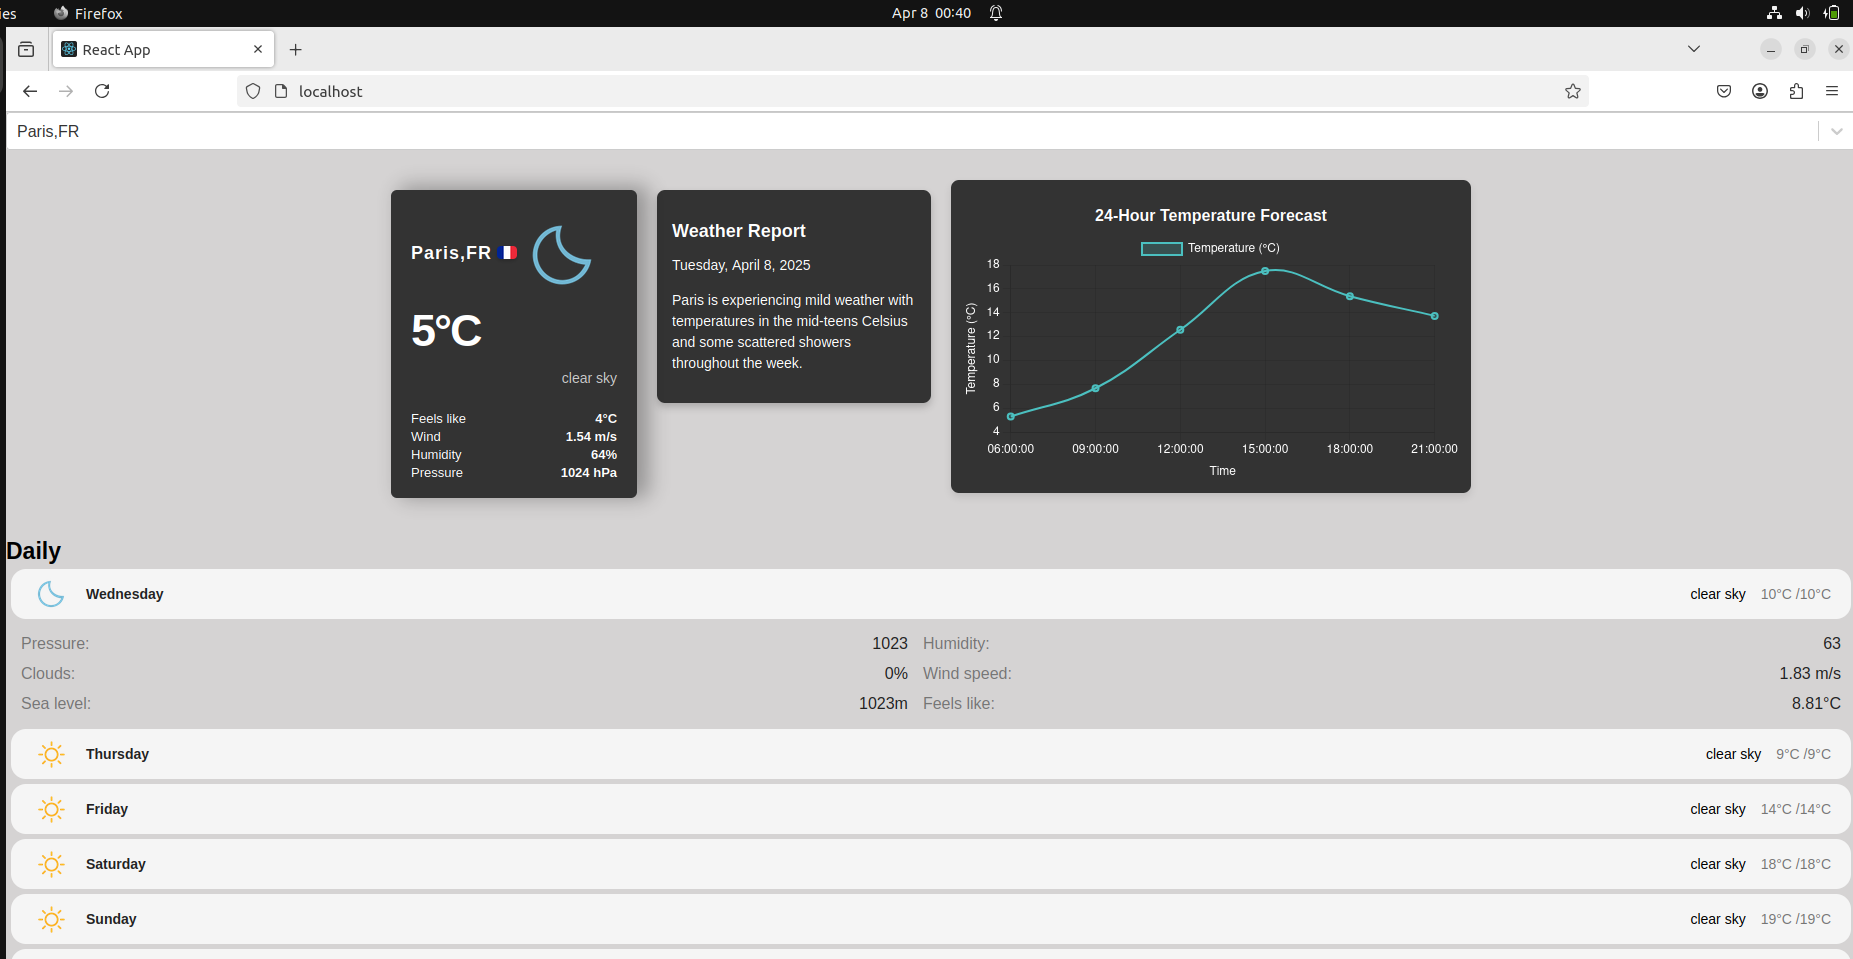 ies Firefox Apr 8 00:40
React App
localhost
Paris,FR
Paris,FR
5°C
clear sky
Feels like 4°C
Wind 1.54 m/s
Humidity 64%
Pressure 1024 hPa
Weather Report
Tuesday, April 8, 2025
Paris is experiencing mild weather with
temperatures in the mid-teens Celsius
and some scattered showers
throughout the week.
24-Hour Temperature Forecast
Temperature (°C)
Temperature (°C)
18
16
14
12
10
8
6
4
06:00:00 09:00:00 12:00:00 15:00:00 18:00:00 21:00:00
Time
Daily
Wednesday clear sky 10°C /10°C
Pressure: 1023 Humidity: 63
Clouds: 0% Wind speed: 1.83 m/s
Sea level: 1023m Feels like: 8.81°C
Thursday clear sky 9°C /9°C
Friday clear sky 14°C /14°C
Saturday clear sky 18°C /18°C
Sunday clear sky 19°C /19°C